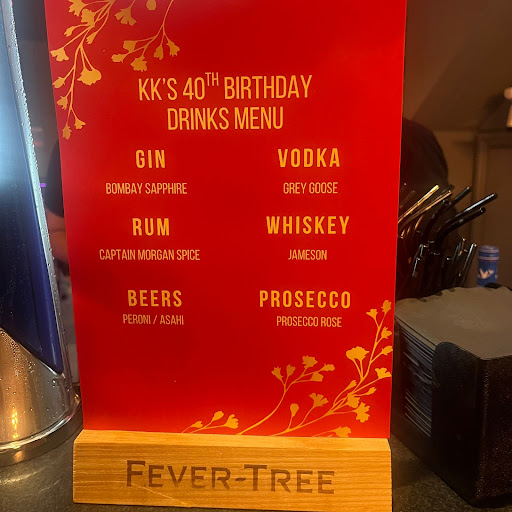 KK'S 40TH BIRTHDAY
DRINKS MENU
GIN
BOMBAY SAPPHIRE
VODKA
GREY GOOSE
RUM
CAPTAIN MORGAN SPICE
WHISKEY
JAMESON
BEERS
PERONI / ASAHI
PROSECCO
PROSECCO ROSE
FEVER-TREE